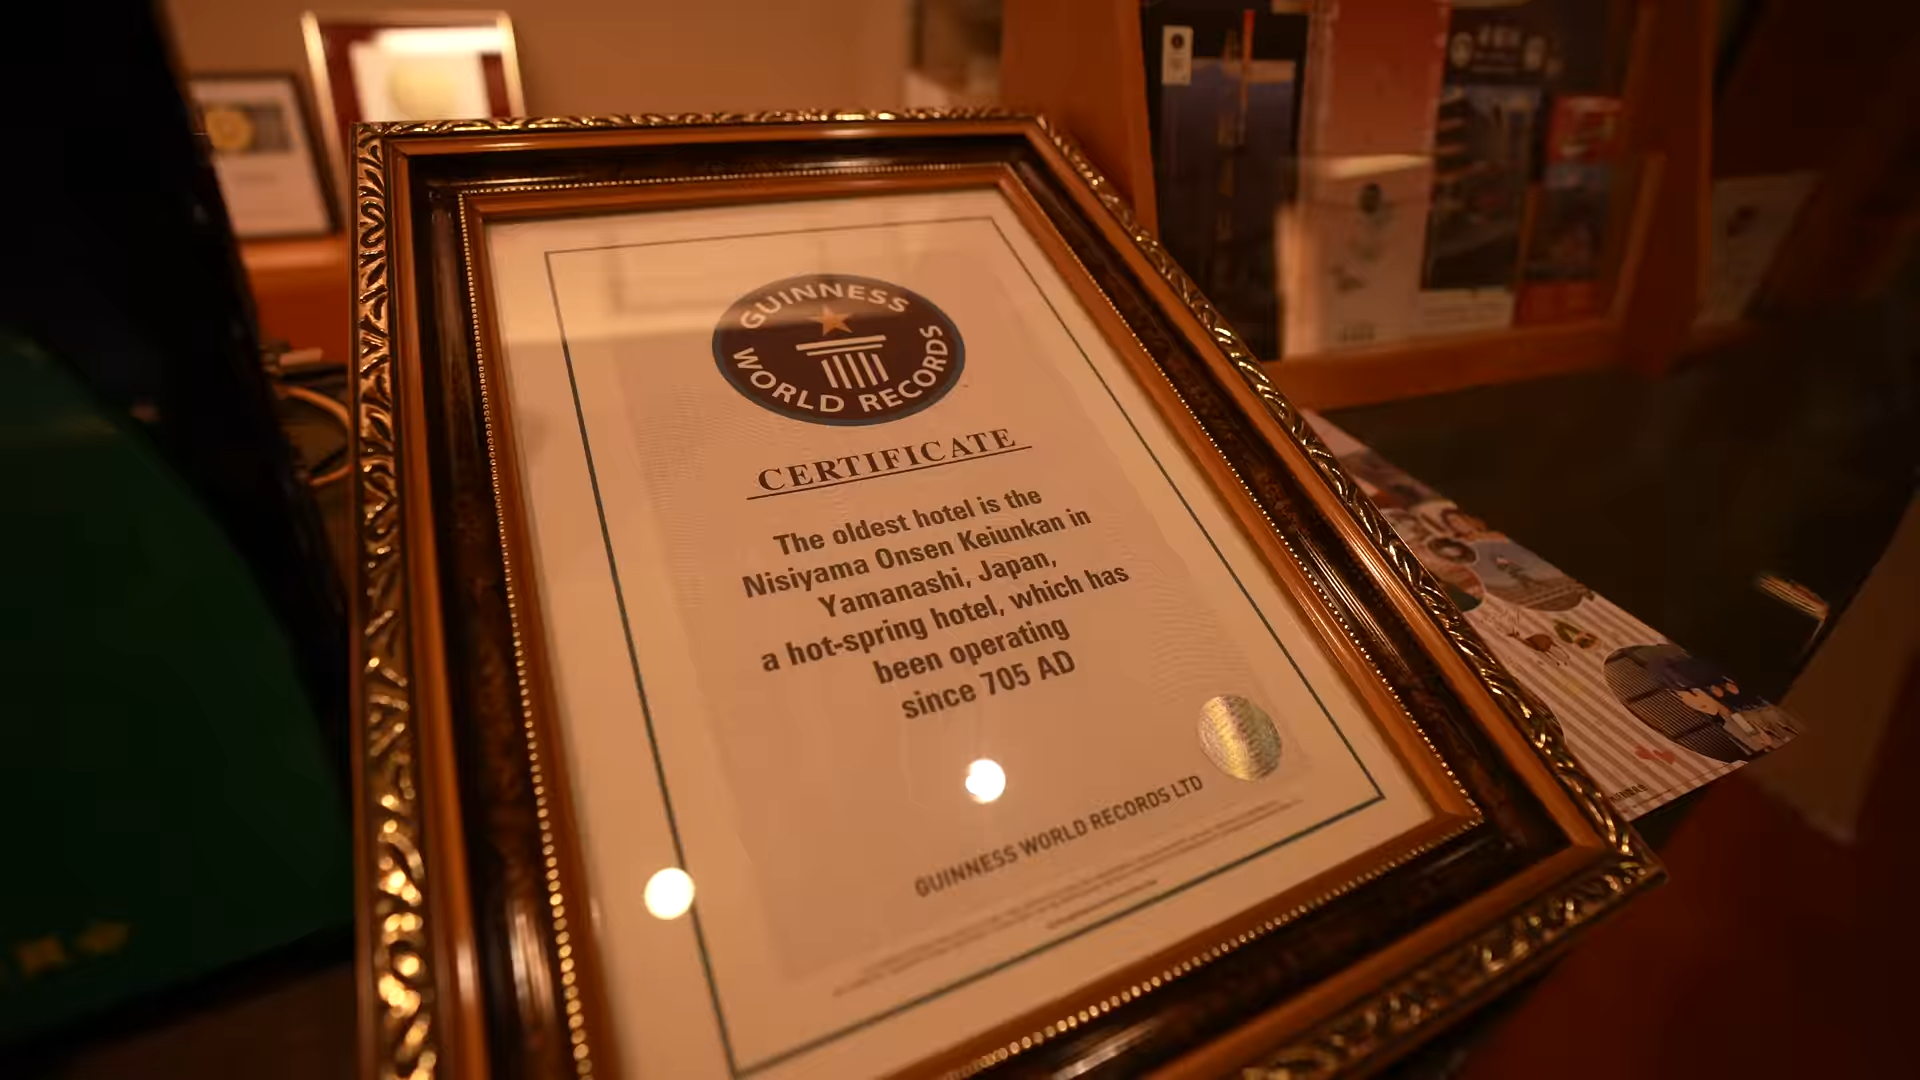 GUINNESS
WORLD RECORDS
CERTIFICATE
The oldest hotel is the
Nisiyama Onsen Keiunkan in
Yamanashi, Japan,
a hot-spring hotel, which has
been operating
since 705 AD
GUINNESS WORLD RECORDS LTD